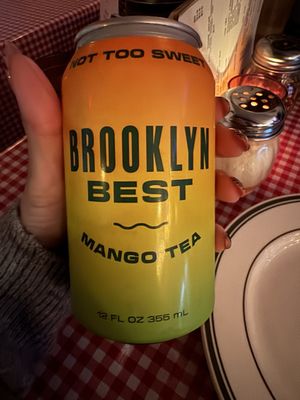 NOT TOO SWEET
BROOKLYN
BEST
MANGO TEA
12 FL OZ 355 mL